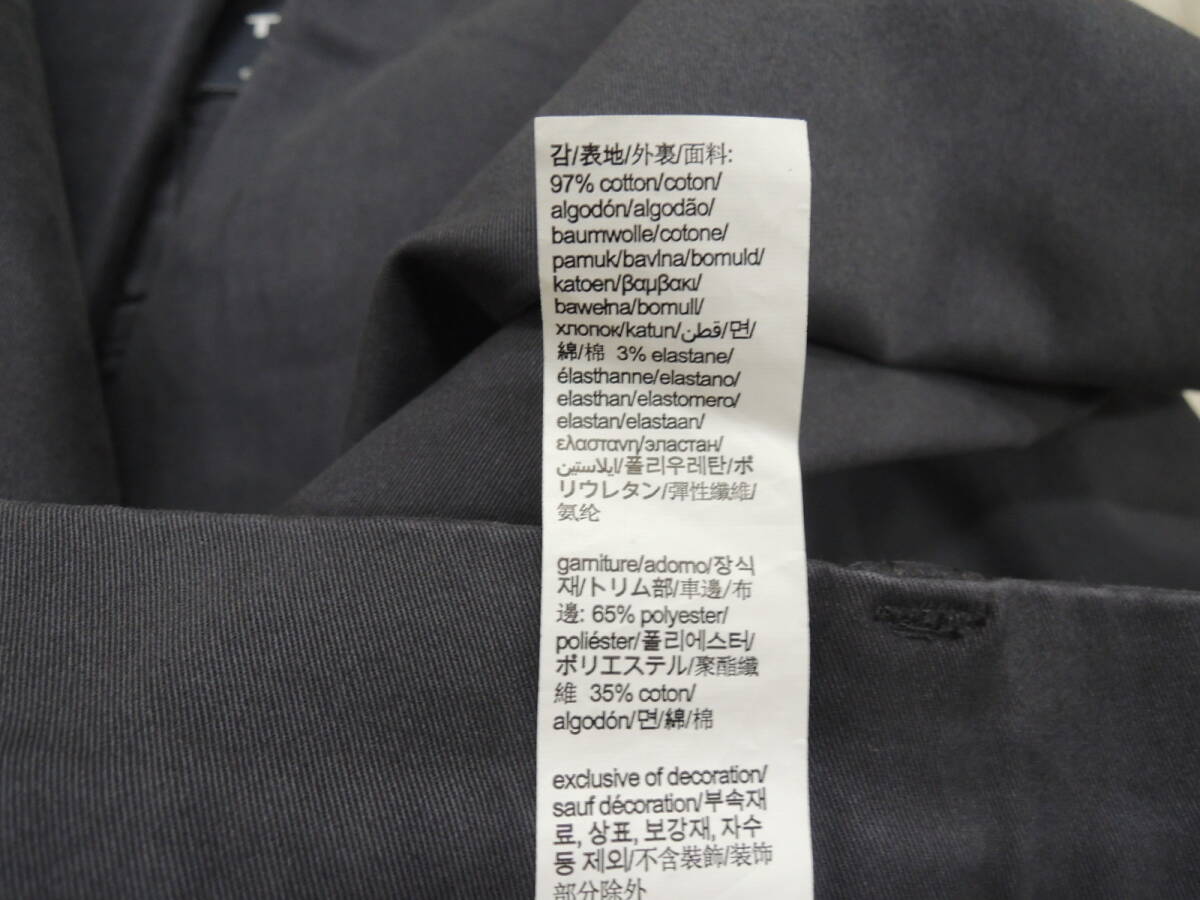 T
감/表地/外裏/面料:
97% cotton/coton/
algodón/algodão/
baumwolle/cotone/
pamuk/bavlna/bomuld/
katoen/βαμβακι/
bawełna/bomull/
хлопок/katun/قطن/면/
綿/棉 3% elastane/
élasthanne/elastano/
elasthan/elastomero/
elastan/elastaan/
ελαστανη/эластан/
ايلاستين/폴리우레탄/ポ
リウレタン/彈性纖維/
氨纶
garniture/adorno/장식
재/トリム部/車邊/布
邊: 65% polyester/
poliéster/폴리에스터/
ポリエステル/聚酯纖
維 35% coton/
algodón/면/綿/棉
exclusive of decoration/
sauf décoration/부속재
료, 상표, 보강재, 자수
등 제외/不含裝飾/装饰
部分除外